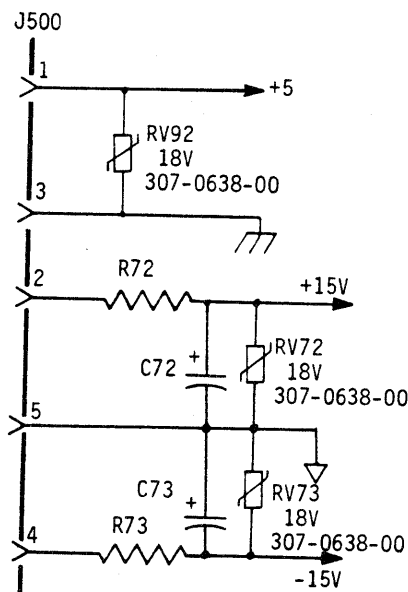 J500
1
+5
RV92
18V
307-0638-00
3
2
R72
+15V
C72
+
RV72
18V
307-0638-00
5
C73
+
RV73
18V
307-0638-00
R73
4
-15V